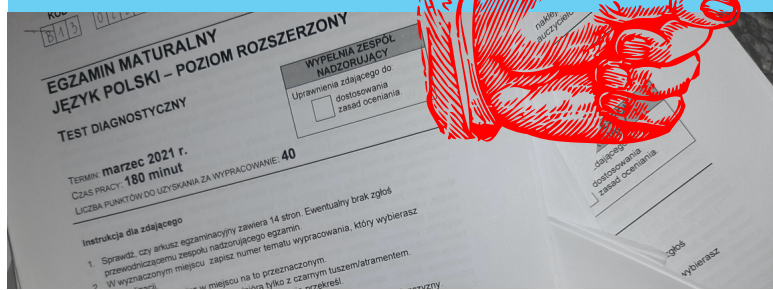 KOD
B13
EGZAMIN MATURALNY
JĘZYK POLSKI – POZIOM ROZSZERZONY
TEST DIAGNOSTYCZNY
WYPEŁNIA ZESPÓŁ
NADZORUJĄCY
Uprawnienia zdającego do:
dostosowania
zasad oceniania.
TERMIN: marzec 2021 r.
CZAS PRACY: 180 minut
LICZBA PUNKTÓW DO UZYSKANIA ZA WYPRACOWANIE: 40
Instrukcja dla zdającego
1. Sprawdź, czy arkusz egzaminacyjny zawiera 14 stron. Ewentualny brak zgłoś
przewodniczącemu zespołu nadzorującego egzamin.
2. W wyznaczonym miejscu zapisz numer tematu wypracowania, który wybierasz
w miejscu na to przeznaczonym.
tylko z czarnym tuszem/atramentem.
przekreśl.
dostosowania
zasad oceniania.
zgłoś
wybierasz